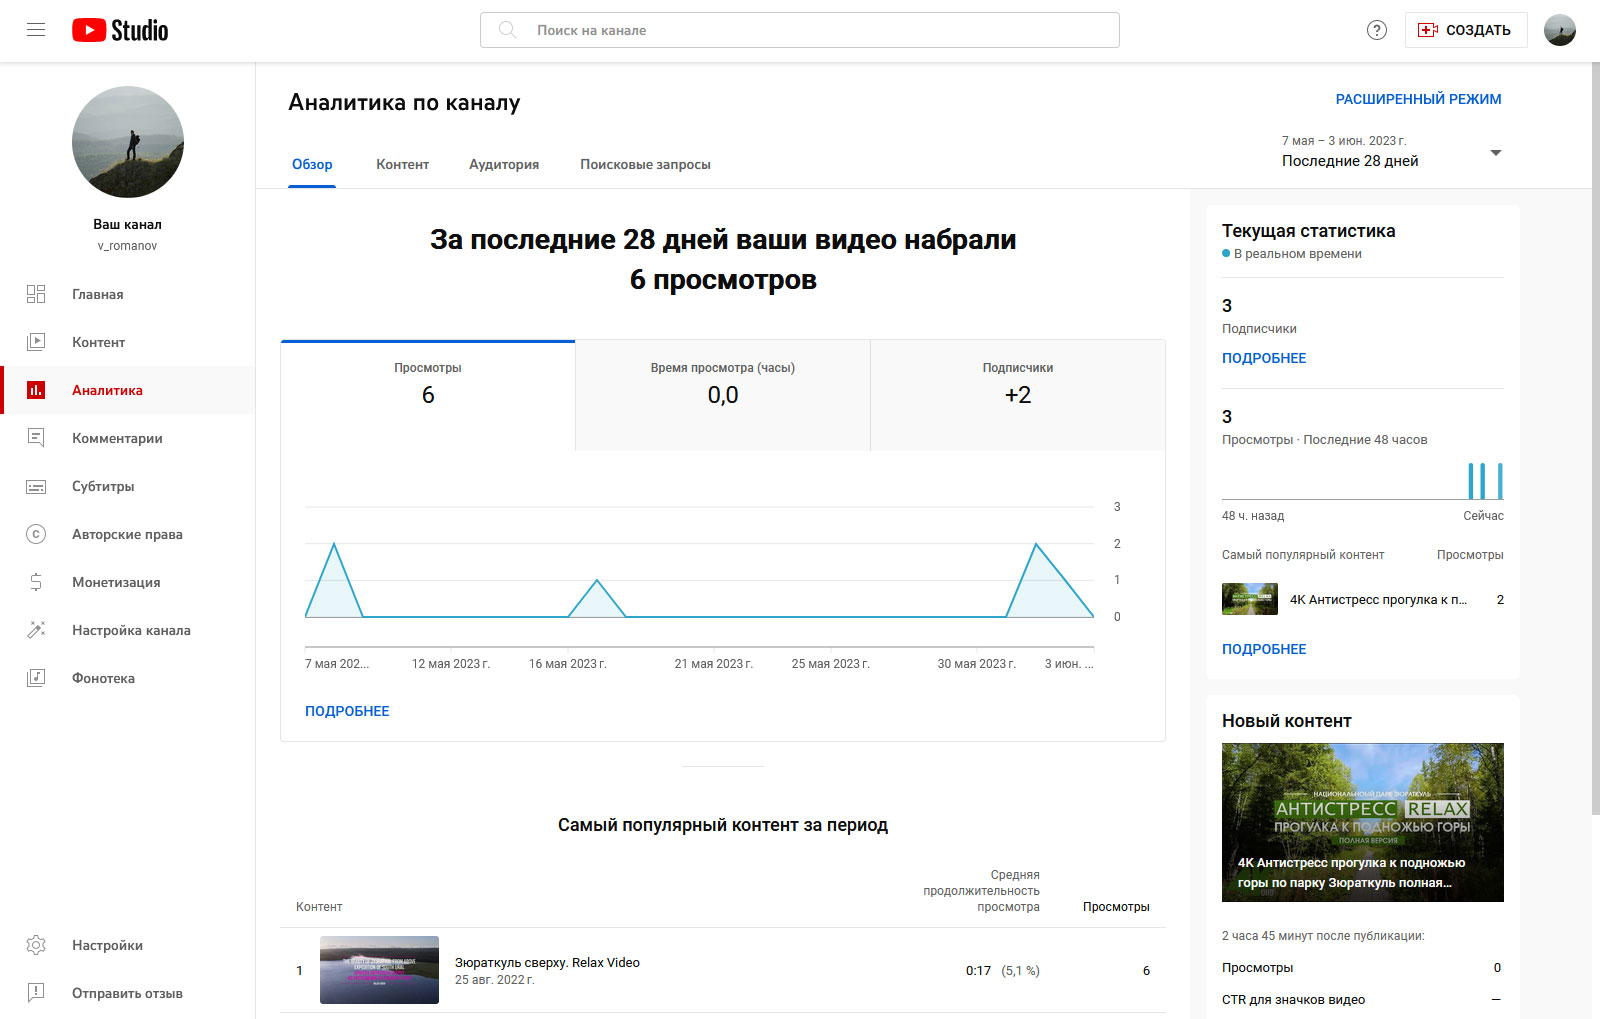 Studio
Поиск на канале
СОЗДАТЬ
Ваш канал
v_romanov
Главная
Контент
Аналитика
Комментарии
Субтитры
Авторские права
Монетизация
Настройка канала
Фонотека
Настройки
Отправить отзыв
Аналитика по каналу
РАСШИРЕННЫЙ РЕЖИМ
Обзор
Контент
Аудитория
Поисковые запросы
7 мая – 3 июн. 2023 г.
Последние 28 дней
За последние 28 дней ваши видео набрали
6 просмотров
Просмотры
6
Время просмотра (часы)
0,0
Подписчики
+2
3
2
1
0
7 мая 202...
12 мая 2023 г.
16 мая 2023 г.
21 мая 2023 г.
25 мая 2023 г.
30 мая 2023 г.
3 июн. ...
ПОДРОБНЕЕ
Самый популярный контент за период
Контент
Средняя
продолжительность
просмотра
Просмотры
1
Зюраткуль сверху. Relax Video
25 авг. 2022 г.
0:17 (5,1 %)
6
Текущая статистика
В реальном времени
3
Подписчики
ПОДРОБНЕЕ
3
Просмотры · Последние 48 часов
48 ч. назад
Сейчас
Самый популярный контент
Просмотры
4K Антистресс прогулка к п...
2
ПОДРОБНЕЕ
Новый контент
НАЦИОНАЛЬНЫЙ ПАРК ЗЮРАТКУЛЬ
АНТИСТРЕСС RELAX
ПРОГУЛКА К ПОДНОЖЬЮ ГОРЫ
ПОЛНАЯ ВЕРСИЯ
4K Антистресс прогулка к подножью
горы по парку Зюраткуль полная...
2 часа 45 минут после публикации:
Просмотры
0
CTR для значков видео
—